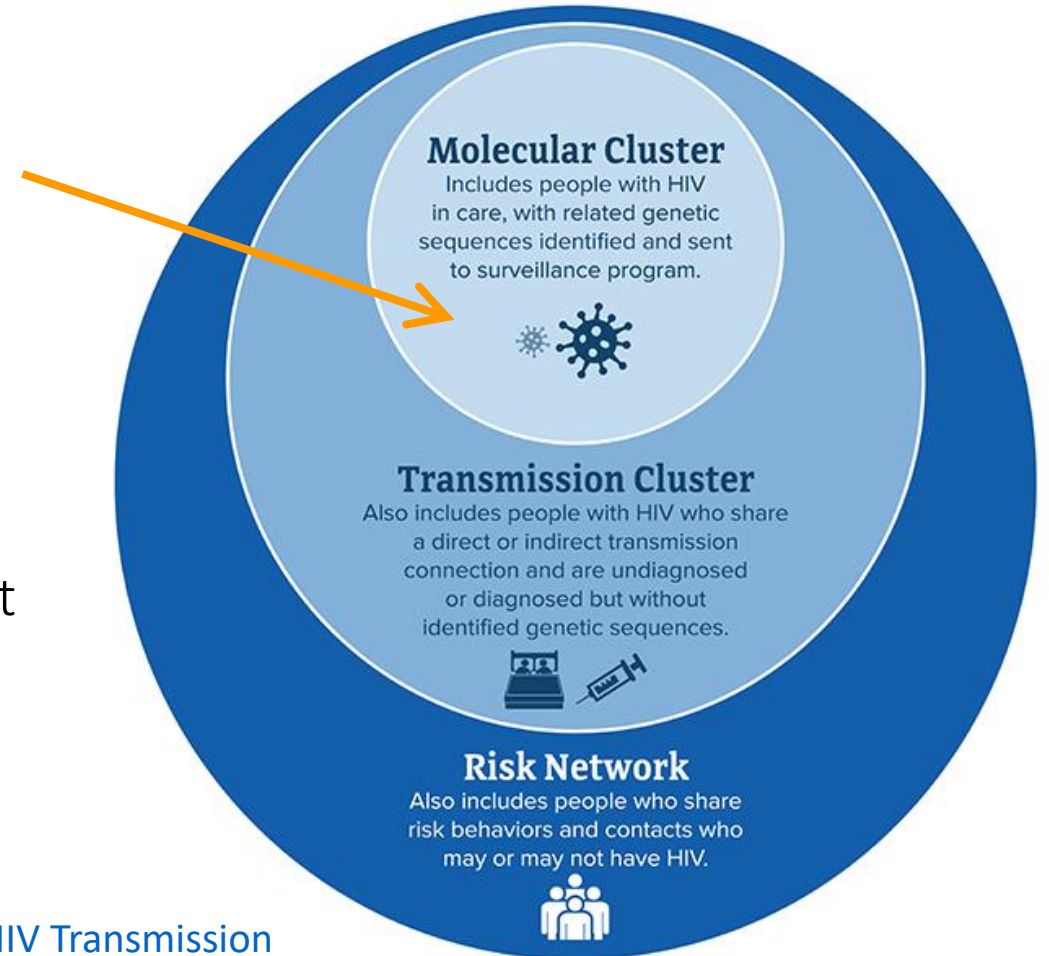 Molecular Cluster
Includes people with HIV
in care, with related genetic
sequences identified and sent
to surveillance program.
Transmission Cluster
Also includes people with HIV who share
a direct or indirect transmission
connection and are undiagnosed
or diagnosed but without
identified genetic sequences.
t
Risk Network
Also includes people who share
risk behaviors and contacts who
may or may not have HIV.
HIV Transmission